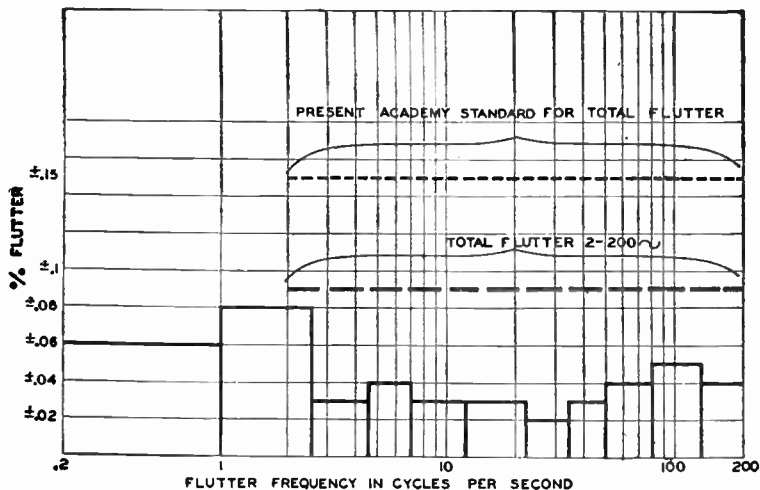 PRESENT ACADEMY STANDARD FOR TOTAL FLUTTER
±.15
TOTAL FLUTTER 2-200~
% FLUTTER
±.1
±.08
±.06
±.04
±.02
.2 1 10 100 200
FLUTTER FREQUENCY IN CYCLES PER SECOND